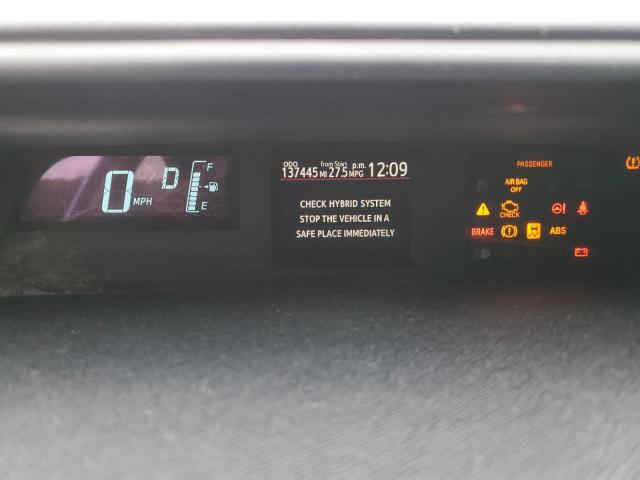 0 MPH D F
E
ODO from Start p.m. 12:09
137445 MI 27.5 MPG
CHECK HYBRID SYSTEM
STOP THE VEHICLE IN A
SAFE PLACE IMMEDIATELY
PASSENGER
AIR BAG
OFF
CHECK
BRAKE ABS